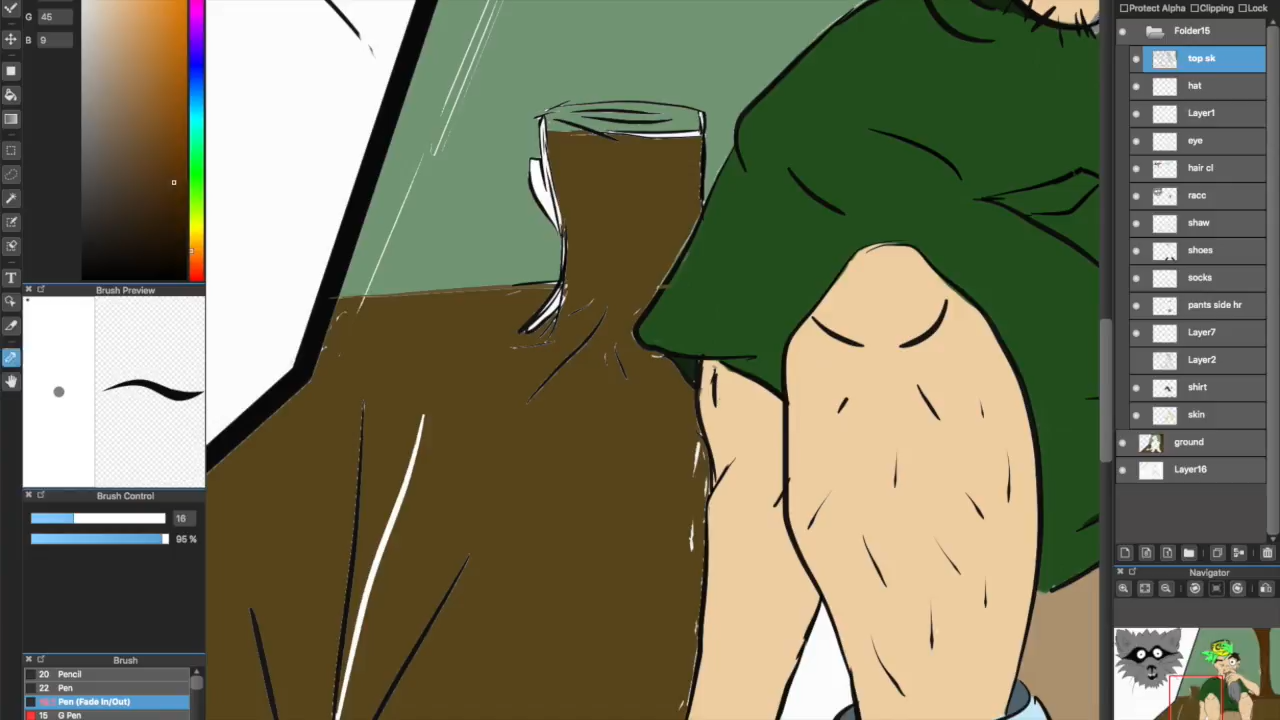 G 45
B 9
Brush Preview
Brush Control
16
95 %
Brush
20 Pencil
22 Pen
Pen (Fade In/Out)
15 G Pen
Protect Alpha Clipping Lock
Folder15
top sk
hat
Layer1
eye
hair cl
racc
shaw
shoes
socks
pants side hr
Layer7
Layer2
shirt
skin
ground
Layer16
Navigator